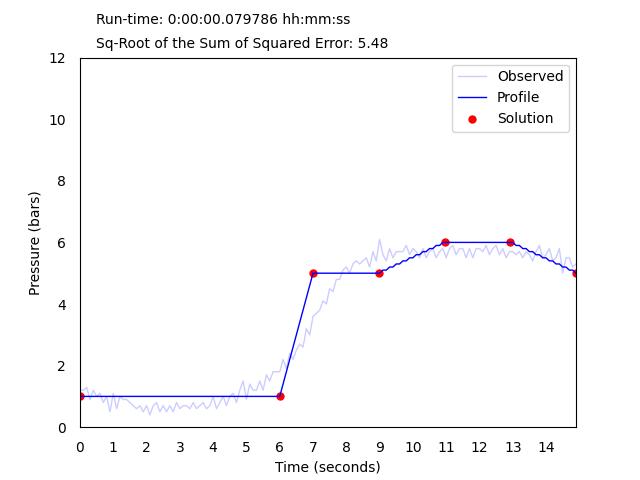 Run-time: 0:00:00.079786 hh:mm:ss
Sq-Root of the Sum of Squared Error: 5.48
12
10
8
6
4
2
0
Pressure (bars)
Observed
Profile
Solution
0 1 2 3 4 5 6 7 8 9 10 11 12 13 14
Time (seconds)